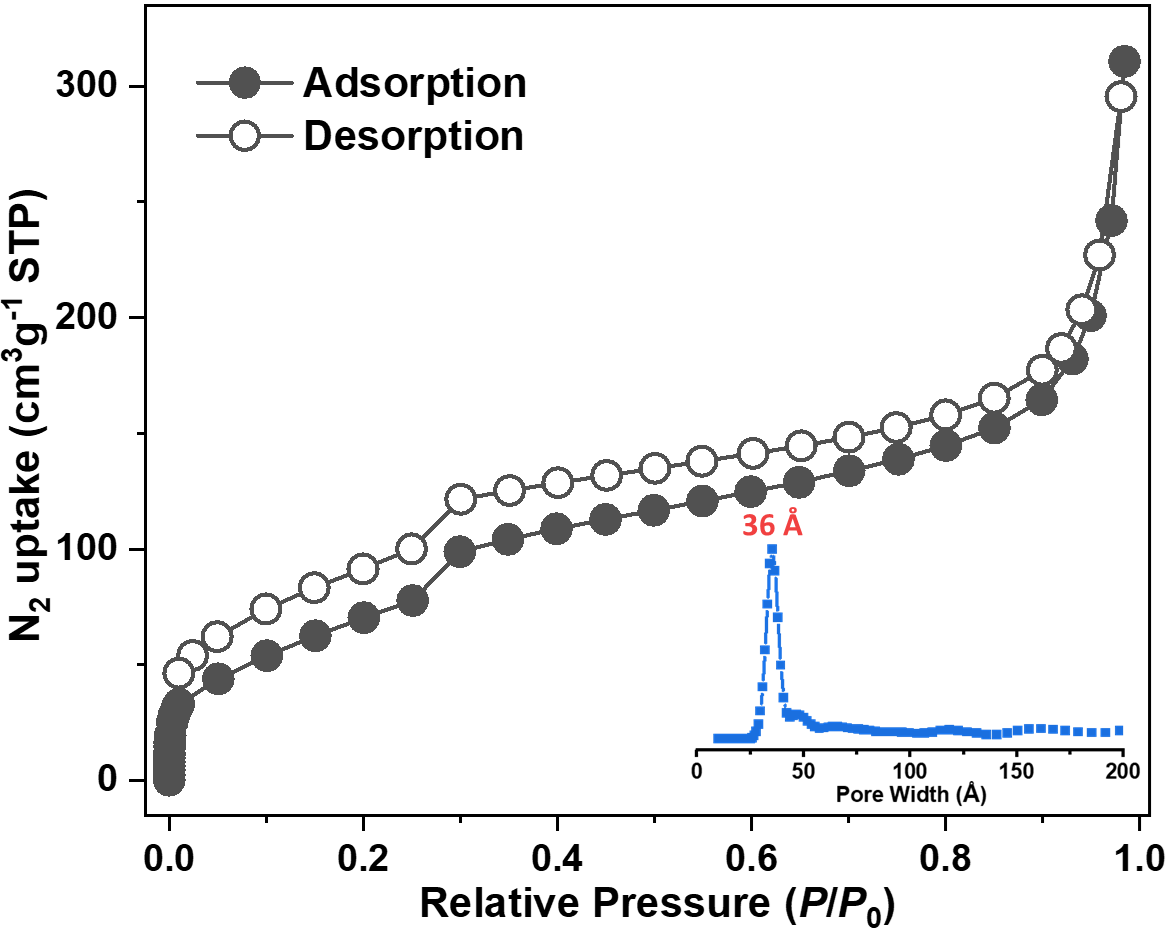 Adsorption
Desorption
300
200
100
0
N2 uptake (cm3g-1 STP)
36 Å
0 50 100 150 200
Pore Width (Å)
0.0 0.2 0.4 0.6 0.8 1.0
Relative Pressure (P/P0)